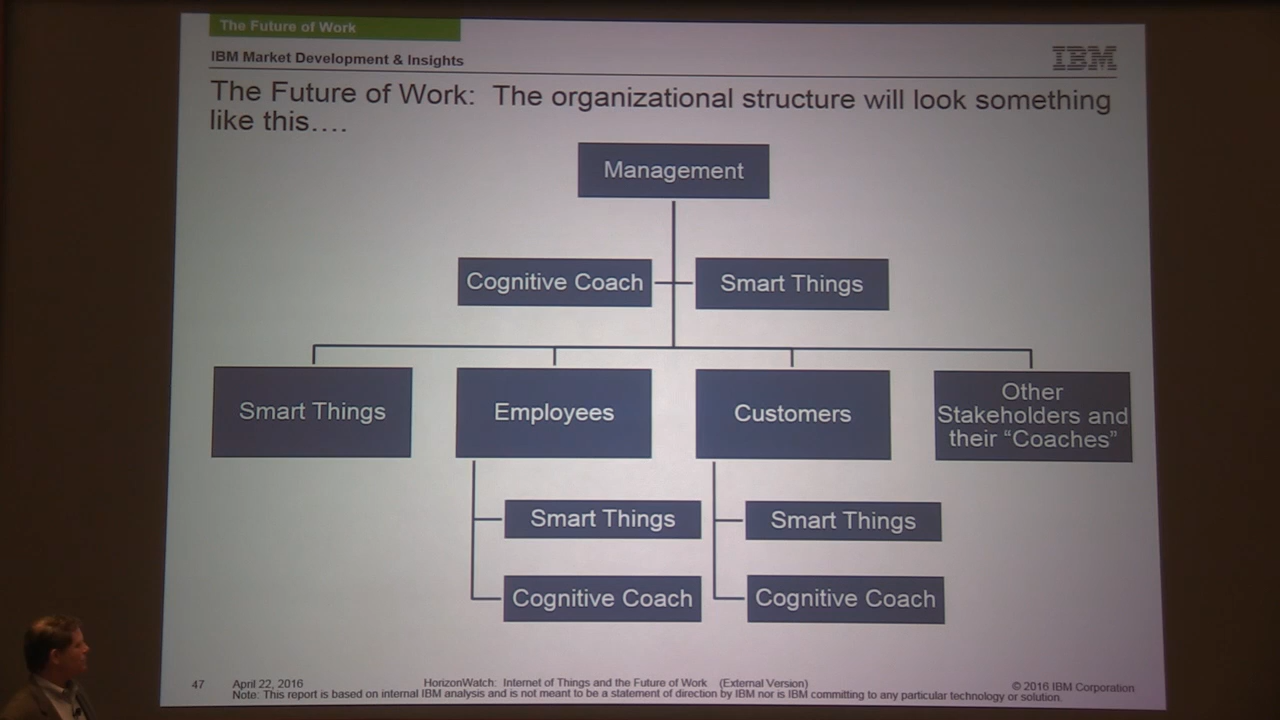 The Future of Work
IBM Market Development & Insights
IBM
The Future of Work: The organizational structure will look something
like this….
Management
Cognitive Coach
Smart Things
Smart Things
Employees
Customers
Other
Stakeholders and
their “Coaches”
Smart Things
Smart Things
Cognitive Coach
Cognitive Coach
47
April 22, 2016
HorizonWatch: Internet of Things and the Future of Work (External Version)
© 2016 IBM Corporation
Note: This report is based on internal IBM analysis and is not meant to be a statement of direction by IBM nor is IBM committing to any particular technology or solution.